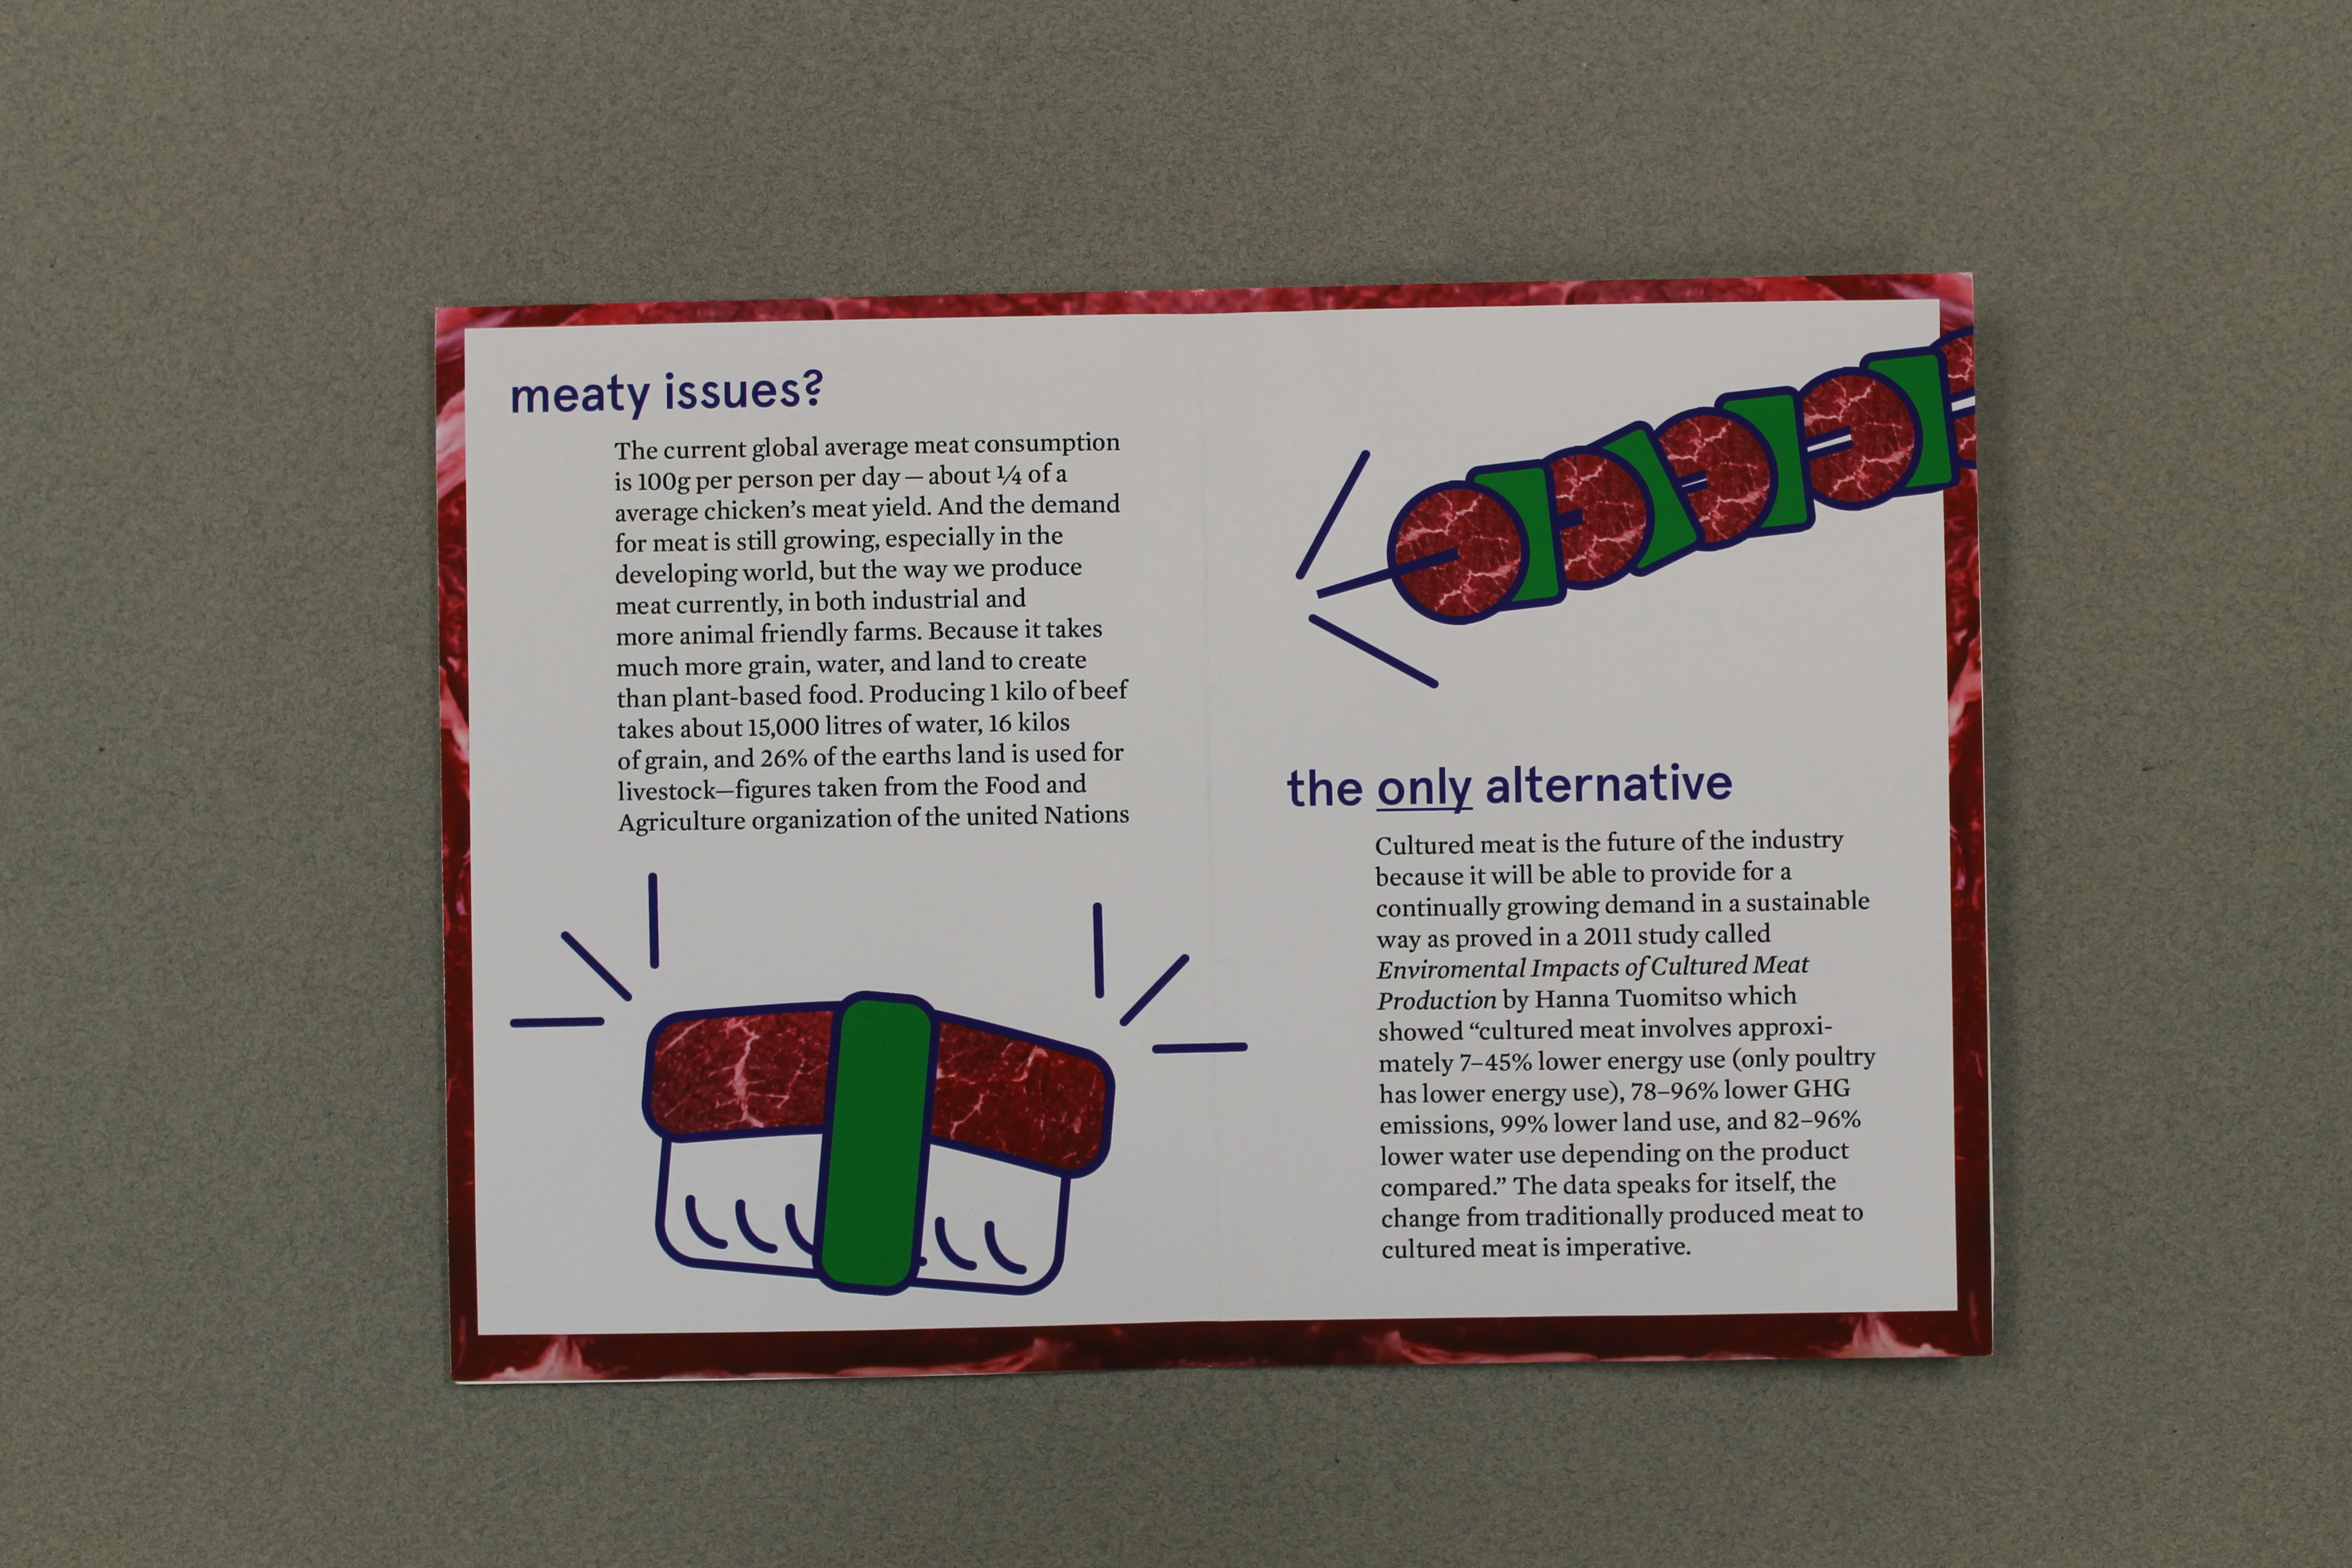 meaty issues?
The current global average meat consumption
is 100g per person per day — about ¼ of a
average chicken's meat yield. And the demand
for meat is still growing, especially in the
developing world, but the way we produce
meat currently, in both industrial and
more animal friendly farms. Because it takes
much more grain, water, and land to create
than plant-based food. Producing 1 kilo of beef
takes about 15,000 litres of water, 16 kilos
of grain, and 26% of the earths land is used for
livestock—figures taken from the Food and
Agriculture organization of the united Nations
the only alternative
Cultured meat is the future of the industry
because it will be able to provide for a
continually growing demand in a sustainable
way as proved in a 2011 study called
Enviromental Impacts of Cultured Meat
Production by Hanna Tuomitso which
showed “cultured meat involves approxi-
mately 7–45% lower energy use (only poultry
has lower energy use), 78–96% lower GHG
emissions, 99% lower land use, and 82–96%
lower water use depending on the product
compared.” The data speaks for itself, the
change from traditionally produced meat to
cultured meat is imperative.